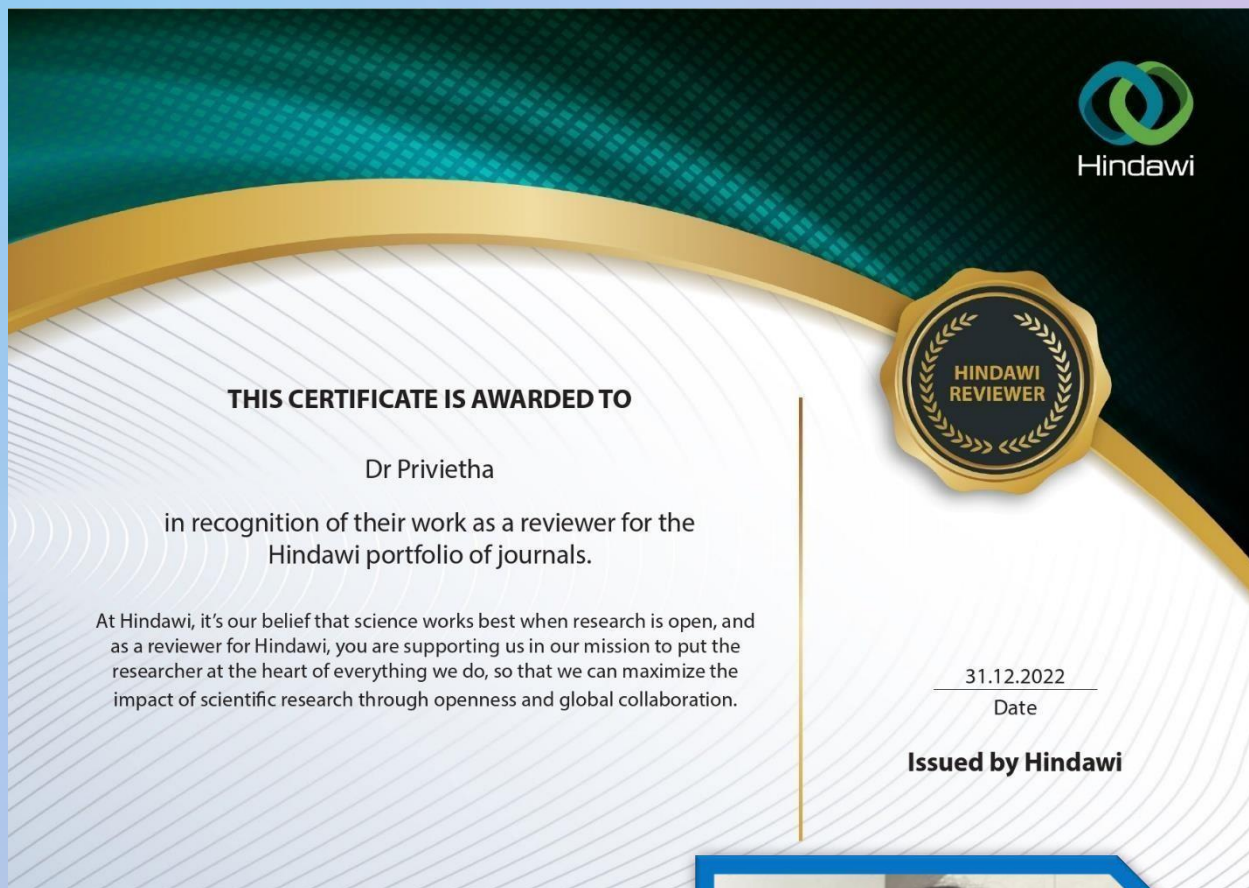 Hindawi
HINDAWI
REVIEWER
THIS CERTIFICATE IS AWARDED TO
Dr Privietha
in recognition of their work as a reviewer for the
Hindawi portfolio of journals.
At Hindawi, it’s our belief that science works best when research is open, and
as a reviewer for Hindawi, you are supporting us in our mission to put the
researcher at the heart of everything we do, so that we can maximize the
impact of scientific research through openness and global collaboration.
31.12.2022
Date
Issued by Hindawi